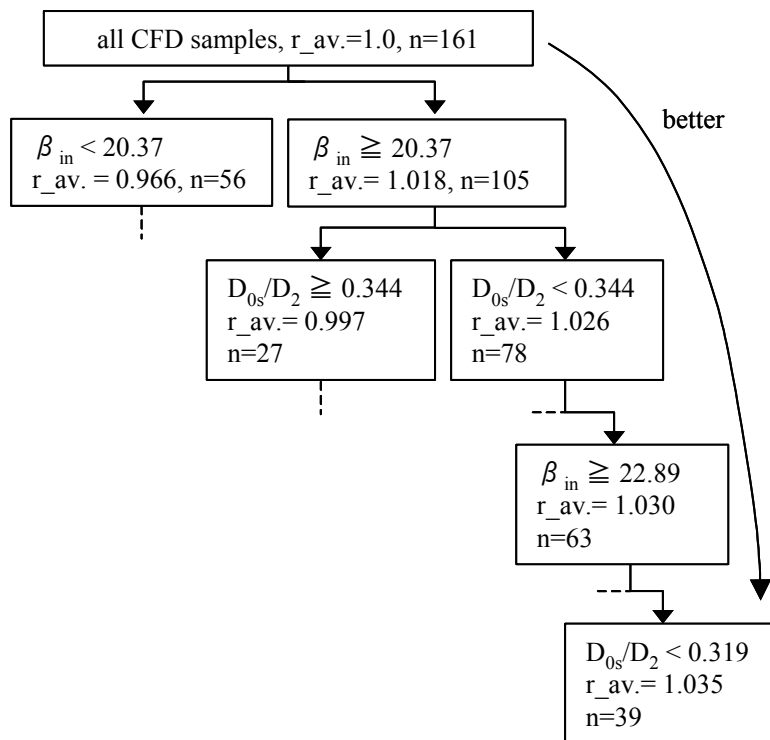 all CFD samples, r_av.=1.0, n=161
better
β in < 20.37
r_av. = 0.966, n=56
β in ≧ 20.37
r_av.= 1.018, n=105
D0s/D2 ≧ 0.344
r_av.= 0.997
n=27
D0s/D2 < 0.344
r_av.= 1.026
n=78
β in ≧ 22.89
r_av.= 1.030
n=63
D0s/D2 < 0.319
r_av.= 1.035
n=39